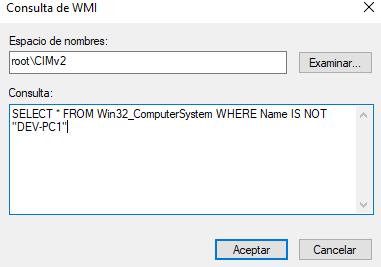 Consulta de WMI
Espacio de nombres:
root\CIMv2
Examinar...
Consulta:
SELECT * FROM Win32_ComputerSystem WHERE Name IS NOT
"DEV-PC1"
Aceptar
Cancelar